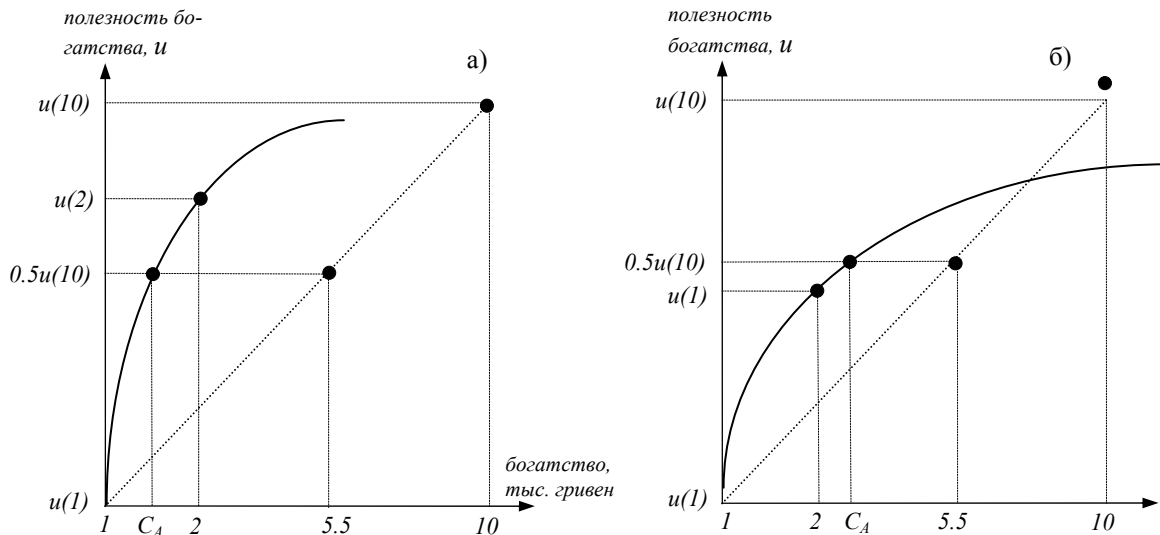 полезность бо-
гатства, u
а)
u(10)
u(2)
0.5u(10)
u(1)
богатство,
тыс. гривен
1 C_A 2 5.5 10
полезность
богатства, u
б)
u(10)
0.5u(10)
u(1)
u(1)
1 2 C_A 5.5 10